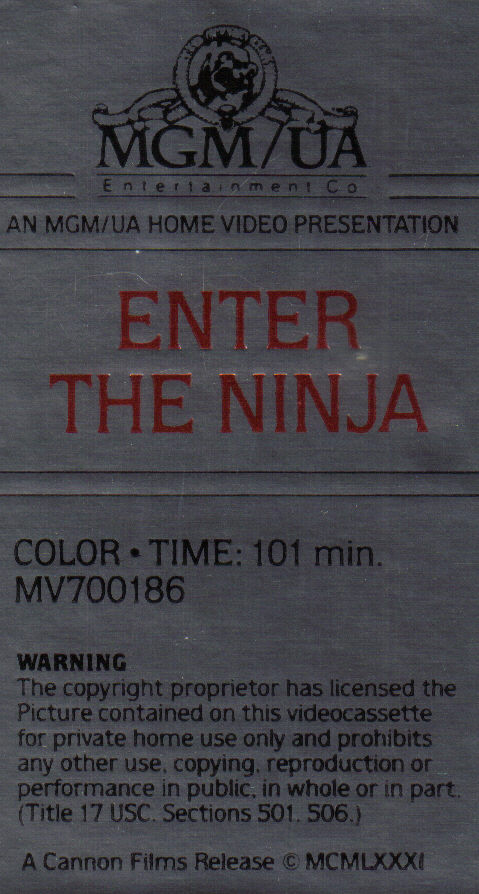 MGM/UA
Entertainment Co
AN MGM/UA HOME VIDEO PRESENTATION
ENTER
THE NINJA
COLOR • TIME: 101 min.
MV700186
WARNING
The copyright proprietor has licensed the
Picture contained on this videocassette
for private home use only and prohibits
any other use, copying, reproduction or
performance in public, in whole or in part.
(Title 17 USC. Sections 501. 506.)
A Cannon Films Release © MCMLXXXI